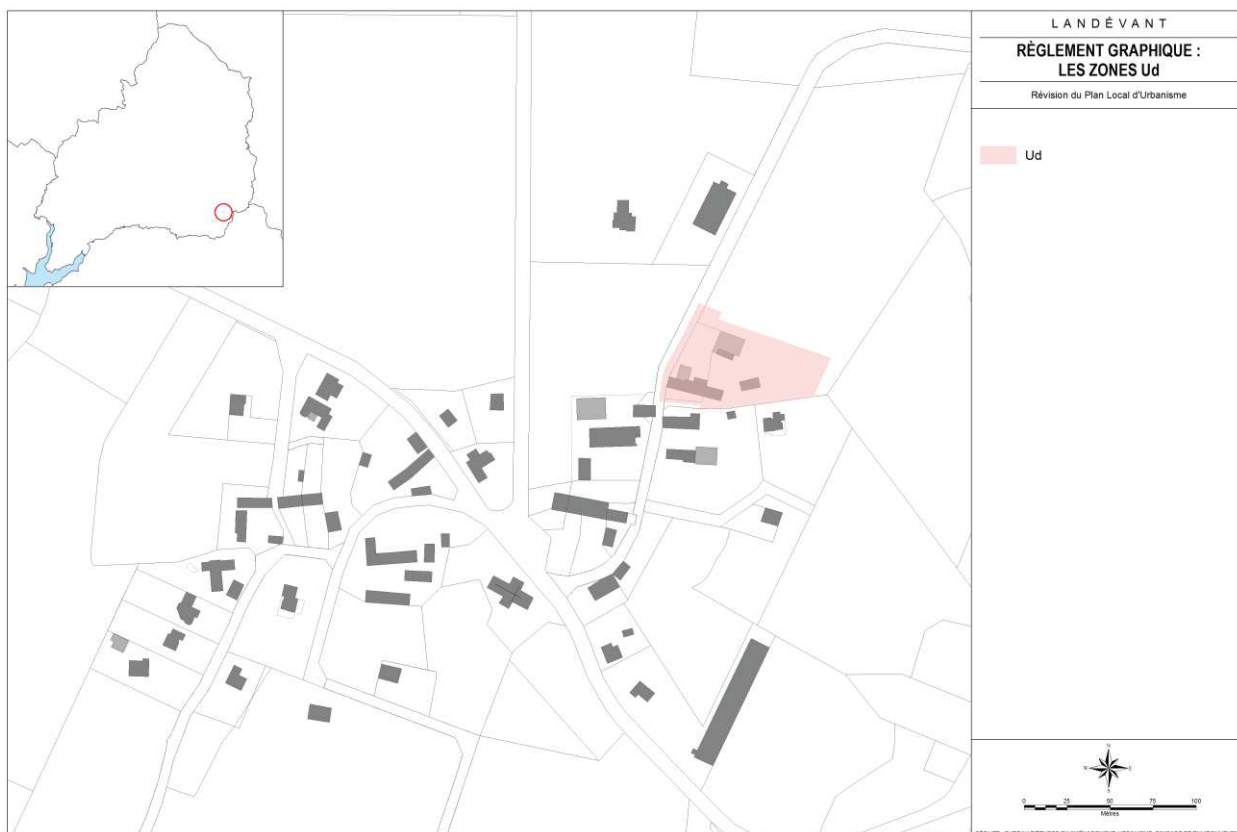 LANDÉVANT
RÈGLEMENT GRAPHIQUE :
LES ZONES Ud
Révision du Plan Local d'Urbanisme
Ud
N
W E
S
0 25 50 75 100
Mètres